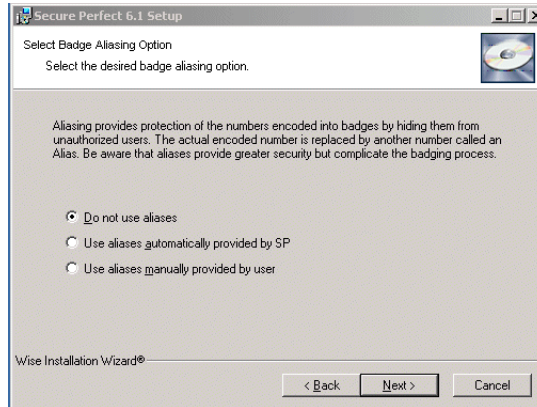 Secure Perfect 6.1 Setup
Select Badge Aliasing Option
Select the desired badge aliasing option.
Aliasing provides protection of the numbers encoded into badges by hiding them from
unauthorized users. The actual encoded number is replaced by another number called an
Alias. Be aware that aliases provide greater security but complicate the badging process.
Do not use aliases
Use aliases automatically provided by SP
Use aliases manually provided by user
Wise Installation Wizard®
< Back Next > Cancel